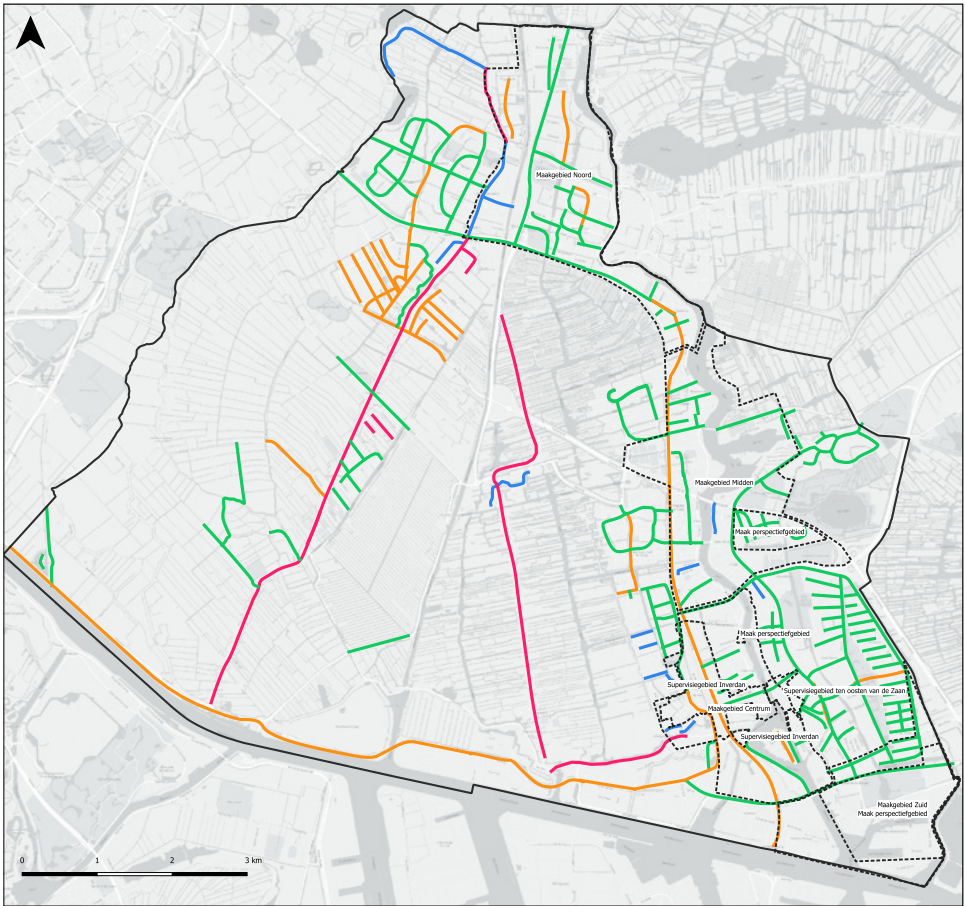 Maakgebied Noord
Maakgebied Midden
Maak perspectiefgebied
Maak perspectiefgebied
Supervisiegebied Inverdan
Supervisiegebied ten oosten van de Zaan
Maakgebied Centrum
Supervisiegebied Inverdan
Maakgebied Zuid
Maak perspectiefgebied
0 1 2 3 km